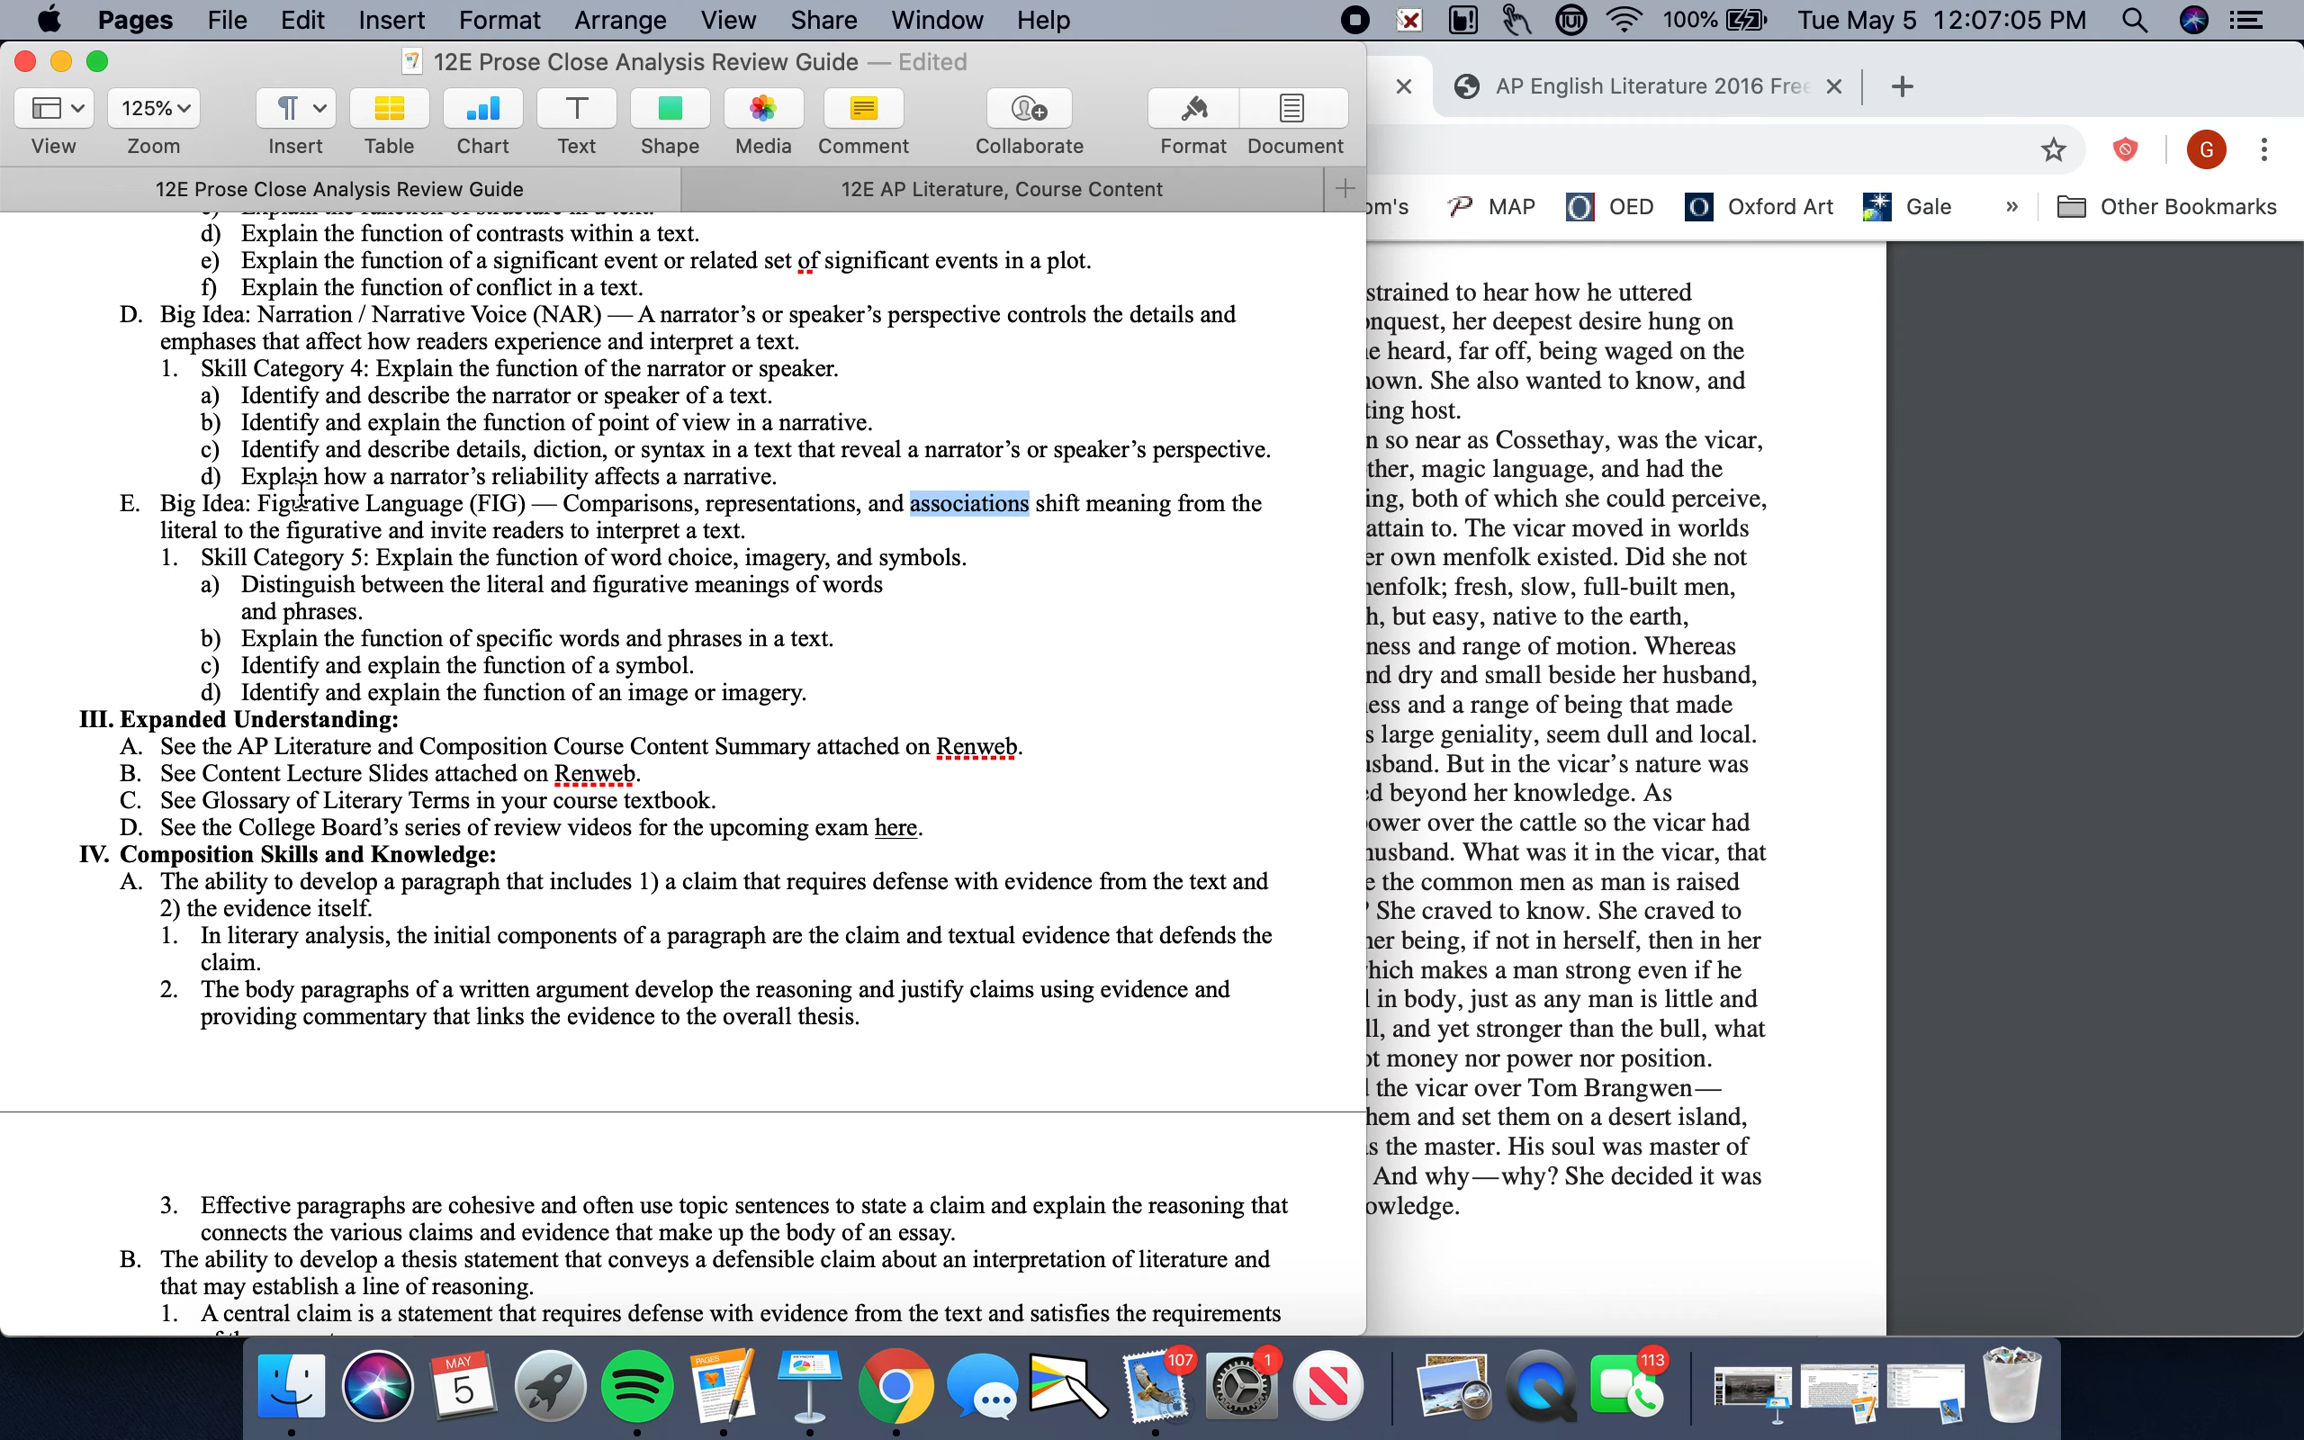 Pages File Edit Insert Format Arrange View Share Window Help 100% Tue May 5 12:07:05 PM
12E Prose Close Analysis Review Guide — Edited
AP English Literature 2016 Free
125%
View Zoom Insert Table Chart Text Shape Media Comment Collaborate Format Document
G
12E Prose Close Analysis Review Guide 12E AP Literature, Course Content
om's MAP OED Oxford Art Gale » Other Bookmarks
d) Explain the function of contrasts within a text.
e) Explain the function of a significant event or related set of significant events in a plot.
f) Explain the function of conflict in a text.
D. Big Idea: Narration / Narrative Voice (NAR) — A narrator’s or speaker’s perspective controls the details and
emphases that affect how readers experience and interpret a text.
1. Skill Category 4: Explain the function of the narrator or speaker.
a) Identify and describe the narrator or speaker of a text.
b) Identify and explain the function of point of view in a narrative.
c) Identify and describe details, diction, or syntax in a text that reveal a narrator’s or speaker’s perspective.
d) Explain how a narrator’s reliability affects a narrative.
E. Big Idea: Figurative Language (FIG) — Comparisons, representations, and associations shift meaning from the
literal to the figurative and invite readers to interpret a text.
1. Skill Category 5: Explain the function of word choice, imagery, and symbols.
a) Distinguish between the literal and figurative meanings of words
and phrases.
b) Explain the function of specific words and phrases in a text.
c) Identify and explain the function of a symbol.
d) Identify and explain the function of an image or imagery.
III. Expanded Understanding:
A. See the AP Literature and Composition Course Content Summary attached on Renweb.
B. See Content Lecture Slides attached on Renweb.
C. See Glossary of Literary Terms in your course textbook.
D. See the College Board’s series of review videos for the upcoming exam here.
IV. Composition Skills and Knowledge:
A. The ability to develop a paragraph that includes 1) a claim that requires defense with evidence from the text and
2) the evidence itself.
1. In literary analysis, the initial components of a paragraph are the claim and textual evidence that defends the
claim.
2. The body paragraphs of a written argument develop the reasoning and justify claims using evidence and
providing commentary that links the evidence to the overall thesis.
3. Effective paragraphs are cohesive and often use topic sentences to state a claim and explain the reasoning that
connects the various claims and evidence that make up the body of an essay.
B. The ability to develop a thesis statement that conveys a defensible claim about an interpretation of literature and
that may establish a line of reasoning.
1. A central claim is a statement that requires defense with evidence from the text and satisfies the requirements
strained to hear how he uttered
nquest, her deepest desire hung on
e heard, far off, being waged on the
own. She also wanted to know, and
ting host.
n so near as Cossethay, was the vicar,
ther, magic language, and had the
ing, both of which she could perceive,
attain to. The vicar moved in worlds
er own menfolk existed. Did she not
enfolk; fresh, slow, full-built men,
h, but easy, native to the earth,
ness and range of motion. Whereas
nd dry and small beside her husband,
ess and a range of being that made
s large geniality, seem dull and local.
usband. But in the vicar’s nature was
d beyond her knowledge. As
ower over the cattle so the vicar had
husband. What was it in the vicar, that
e the common men as man is raised
? She craved to know. She craved to
her being, if not in herself, then in her
hich makes a man strong even if he
l in body, just as any man is little and
ll, and yet stronger than the bull, what
ot money nor power nor position.
the vicar over Tom Brangwen—
hem and set them on a desert island,
s the master. His soul was master of
And why—why? She decided it was
owledge.
MAY
5
PAGES
107
1
113